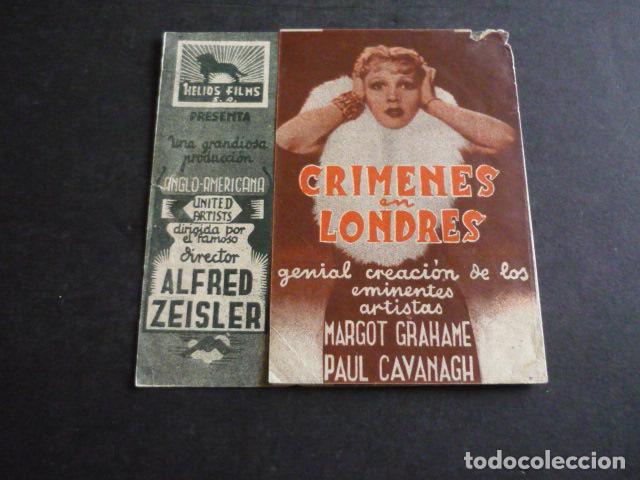 HELIOS FILMS
S.A.
PRESENTA
Una grandiosa
producción
ANGLO-AMERICANA
UNITED
ARTISTS
dirigida por
el famoso
director
ALFRED
ZEISLER
CRIMENES
en
LONDRES
genial creación de los
eminentes
artistas
MARGOT GRAHAME
PAUL CAVANAGH
todocoleccion